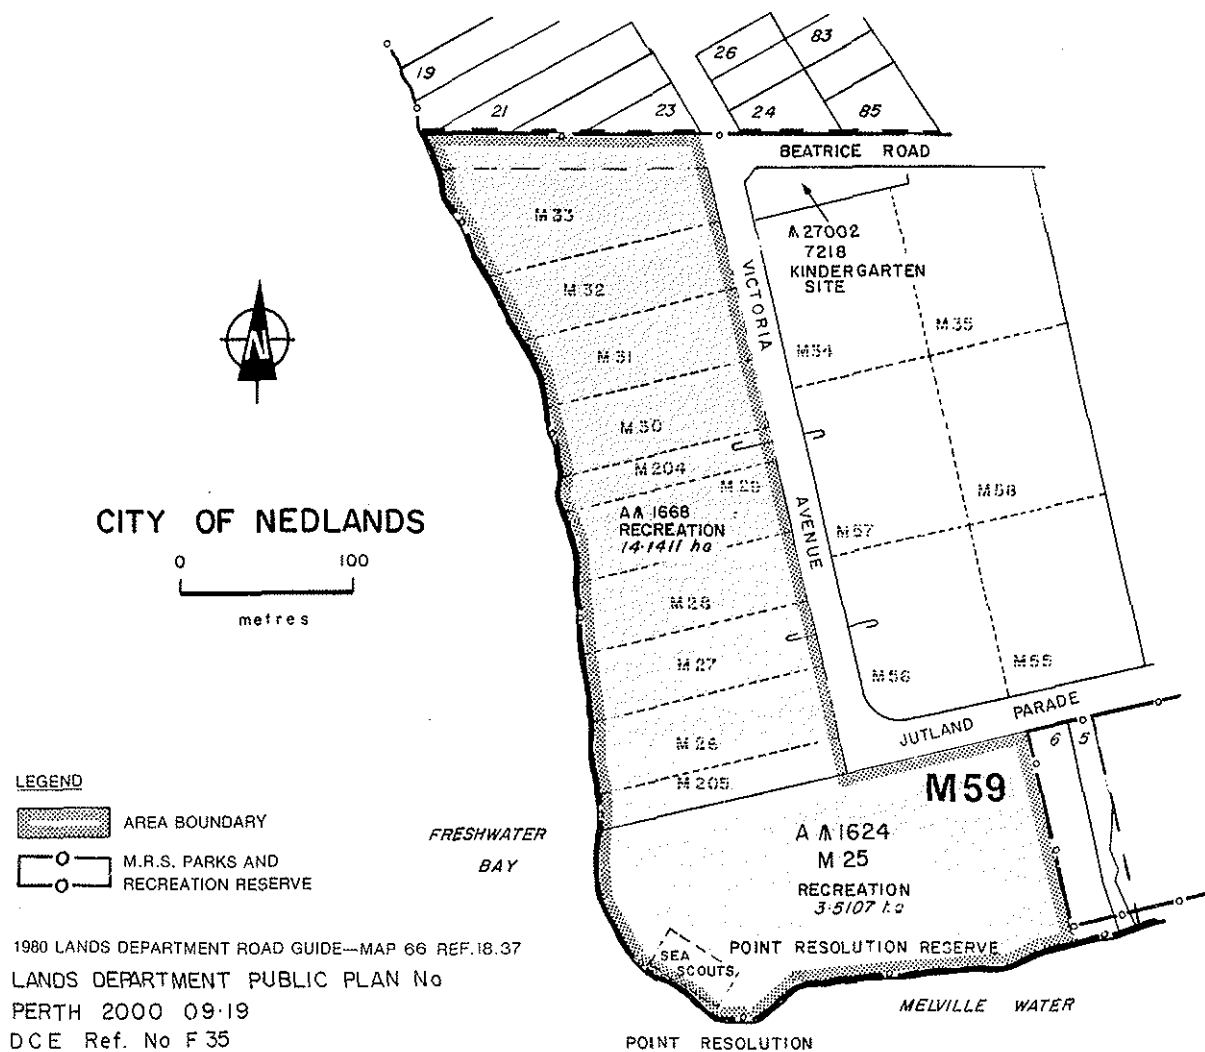 19
21
23
26
83
24
85
BEATRICE ROAD
M 33
A 27002
7218
KINDERGARTEN
SITE
VICTORIA
AVENUE
M 32
M 35
M 31
M 30
M 204
M 29
A A 1668
RECREATION
14·1411 ha
M 58
M 57
N
CITY OF NEDLANDS
0 100
metres
M 28
M 27
M 56
M 26
JUTLAND PARADE
M 205
6 5
M59
LEGEND
AREA BOUNDARY
M.R.S. PARKS AND
RECREATION RESERVE
FRESHWATER
BAY
A A 1624
M 25
RECREATION
3·5107 ha
POINT RESOLUTION RESERVE
SEA
SCOUTS
1980 LANDS DEPARTMENT ROAD GUIDE—MAP 66 REF.18.37
LANDS DEPARTMENT PUBLIC PLAN No
PERTH 2000 09·19
DCE Ref. No F 35
MELVILLE WATER
POINT RESOLUTION